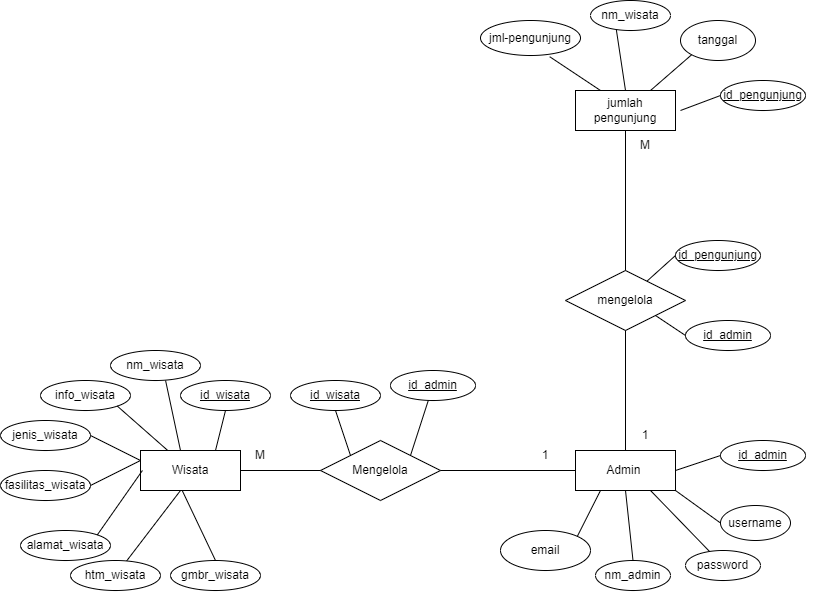 nm_wisata
jml-pengunjung
tanggal
id_pengunjung
jumlah
pengunjung
M
id_pengunjung
mengelola
id_admin
nm_wisata
info_wisata
id_wisata
id_wisata
id_admin
jenis_wisata
1
M
1
Wisata
Mengelola
Admin
id_admin
fasilitas_wisata
username
alamat_wisata
email
htm_wisata
gmbr_wisata
nm_admin
password